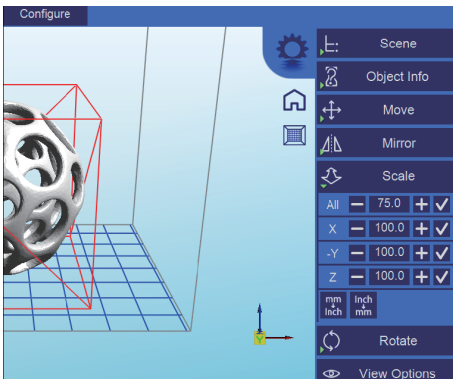 Configure
Scene
Object Info
Move
Mirror
Scale
All 75.0
X 100.0
-Y 100.0
Z 100.0
mm Inch
Inch mm
Rotate
View Options
Y